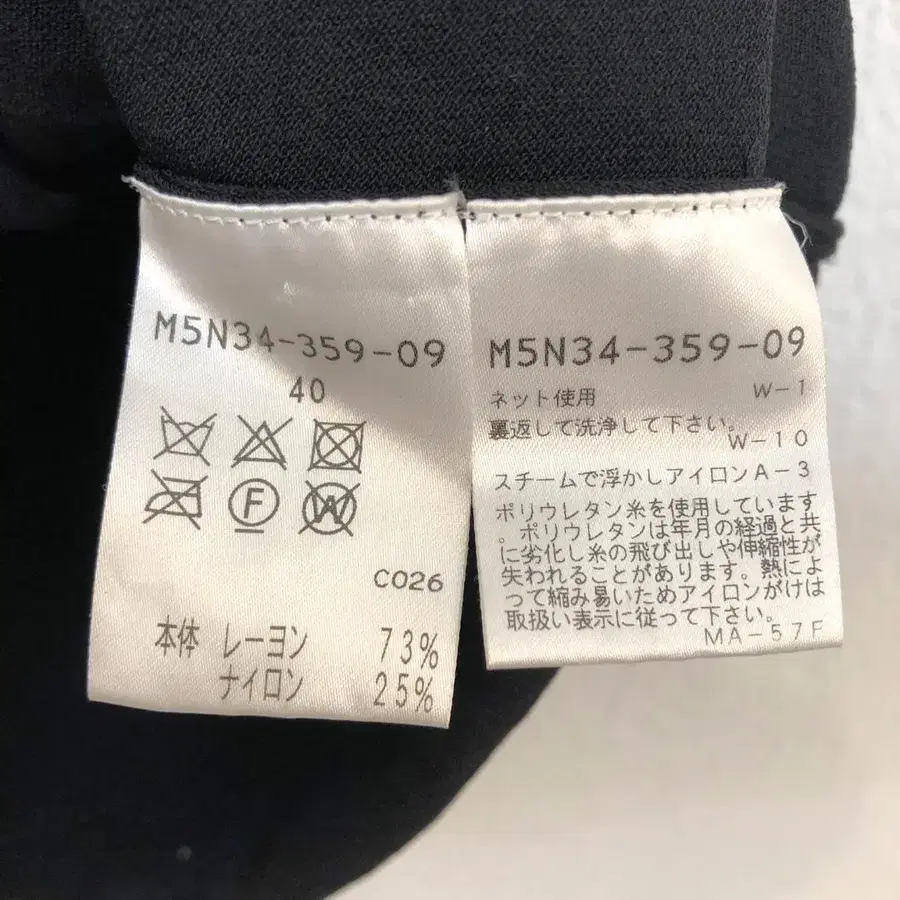 M5N34-359-09
40
F
W
C026
本体 レーヨン 73%
ナイロン 25%
M5N34-359-09
ネット使用 W-1
裏返して洗浄して下さい。
W-10
スチームで浮かしアイロンA-3
ポリウレタン糸を使用しています
。ポリウレタンは年月の経過と共
に劣化し糸の飛び出しや伸縮性が
失われることがあります。熱によ
って縮み易いためアイロンがけは
取扱い表示に従って下さい。
MA-57F